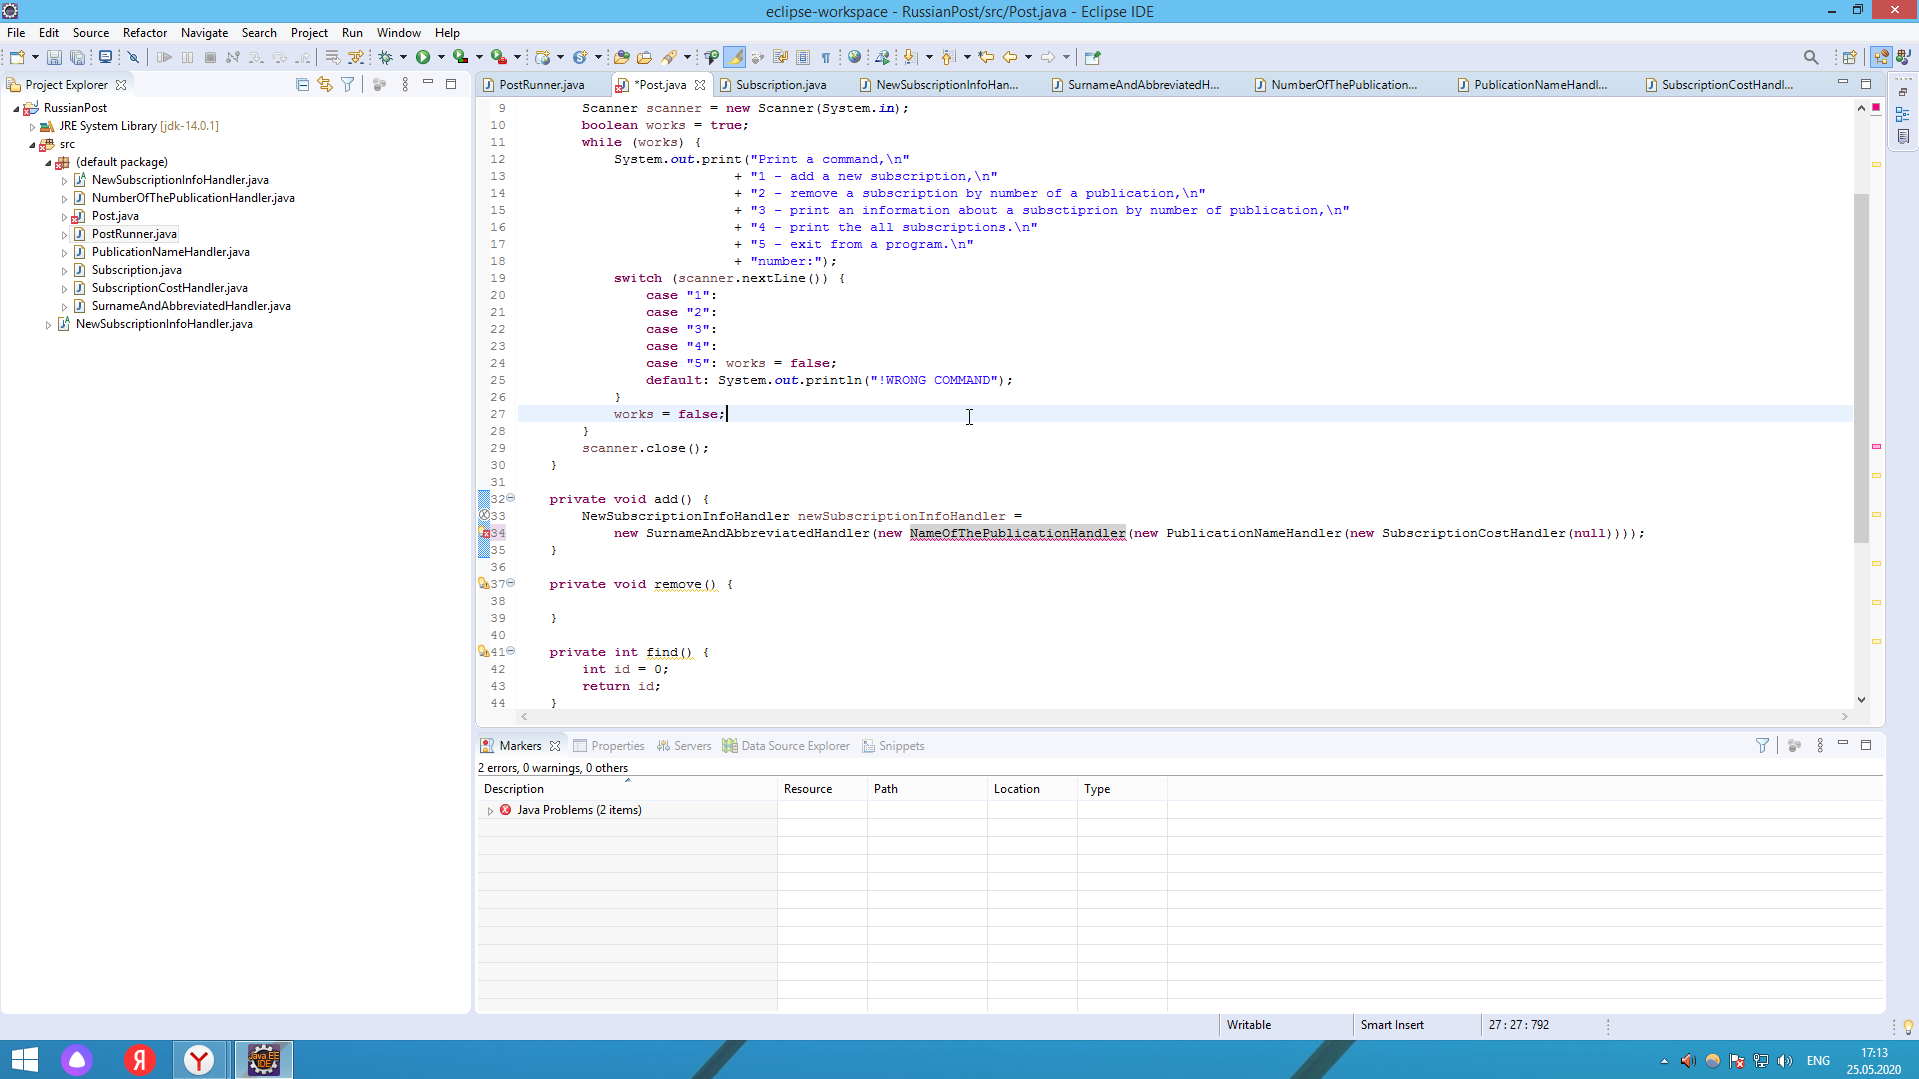 eclipse-workspace - RussianPost/src/Post.java - Eclipse IDE
File Edit Source Refactor Navigate Search Project Run Window Help
Project Explorer
RussianPost
JRE System Library [jdk-14.0.1]
src
(default package)
NewSubscriptionInfoHandler.java
NumberOfThePublicationHandler.java
Post.java
PostRunner.java
PublicationNameHandler.java
Subscription.java
SubscriptionCostHandler.java
SurnameAndAbbreviatedHandler.java
NewSubscriptionInfoHandler.java
PostRunner.java *Post.java Subscription.java NewSubscriptionInfoHan... SurnameAndAbbreviatedH... NumberOfThePublication... PublicationNameHandl... SubscriptionCostHandl...
9 Scanner scanner = new Scanner(System.in);
10 boolean works = true;
11 while (works) {
12 System.out.print("Print a command,\n"
13 + "1 - add a new subscription,\n"
14 + "2 - remove a subscription by number of a publication,\n"
15 + "3 - print an information about a subsctiprion by number of publication,\n"
16 + "4 - print the all subscriptions.\n"
17 + "5 - exit from a program.\n"
18 + "number:");
19 switch (scanner.nextLine()) {
20 case "1":
21 case "2":
22 case "3":
23 case "4":
24 case "5": works = false;
25 default: System.out.println("!WRONG COMMAND");
26 }
27 works = false;
28 }
29 scanner.close();
30 }
31
32 private void add() {
33 NewSubscriptionInfoHandler newSubscriptionInfoHandler =
34 new SurnameAndAbbreviatedHandler(new NameOfThePublicationHandler(new PublicationNameHandler(new SubscriptionCostHandler(null))));
35 }
36
37 private void remove() {
38
39 }
40
41 private int find() {
42 int id = 0;
43 return id;
44 }
Markers Properties Servers Data Source Explorer Snippets
2 errors, 0 warnings, 0 others
Description Resource Path Location Type
Java Problems (2 items)
Writable Smart Insert 27 : 27 : 792
Я Y Java EE IDE ENG 17:13
25.05.2020